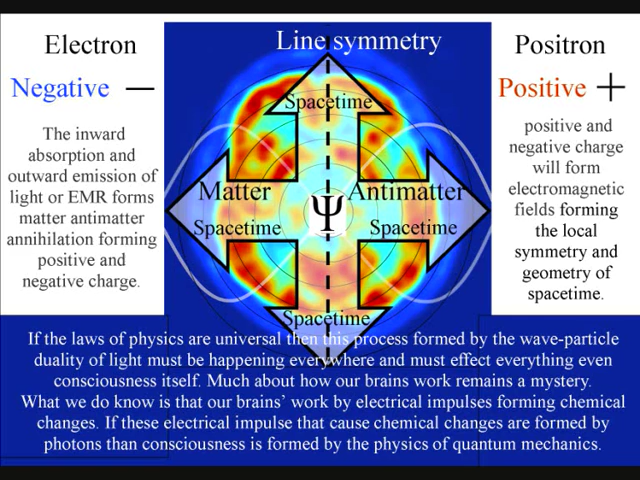 Electron
Negative −
The inward
absorption and
outward emission of
light or EMR forms
matter antimatter
annihilation forming
positive and
negative charge.
Line symmetry
Spacetime
Matter
Antimatter
Ψ
Spacetime
Spacetime
Spacetime
Positron
Positive +
positive and
negative charge
will form
electromagnetic
fields forming
the local
symmetry and
geometry of
spacetime.
If the laws of physics are universal then this process formed by the wave-particle
duality of light must be happening everywhere and must effect everything even
consciousness itself. Much about how our brains work remains a mystery.
What we do know is that our brains’ work by electrical impulses forming chemical
changes. If these electrical impulse that cause chemical changes are formed by
photons than consciousness is formed by the physics of quantum mechanics.